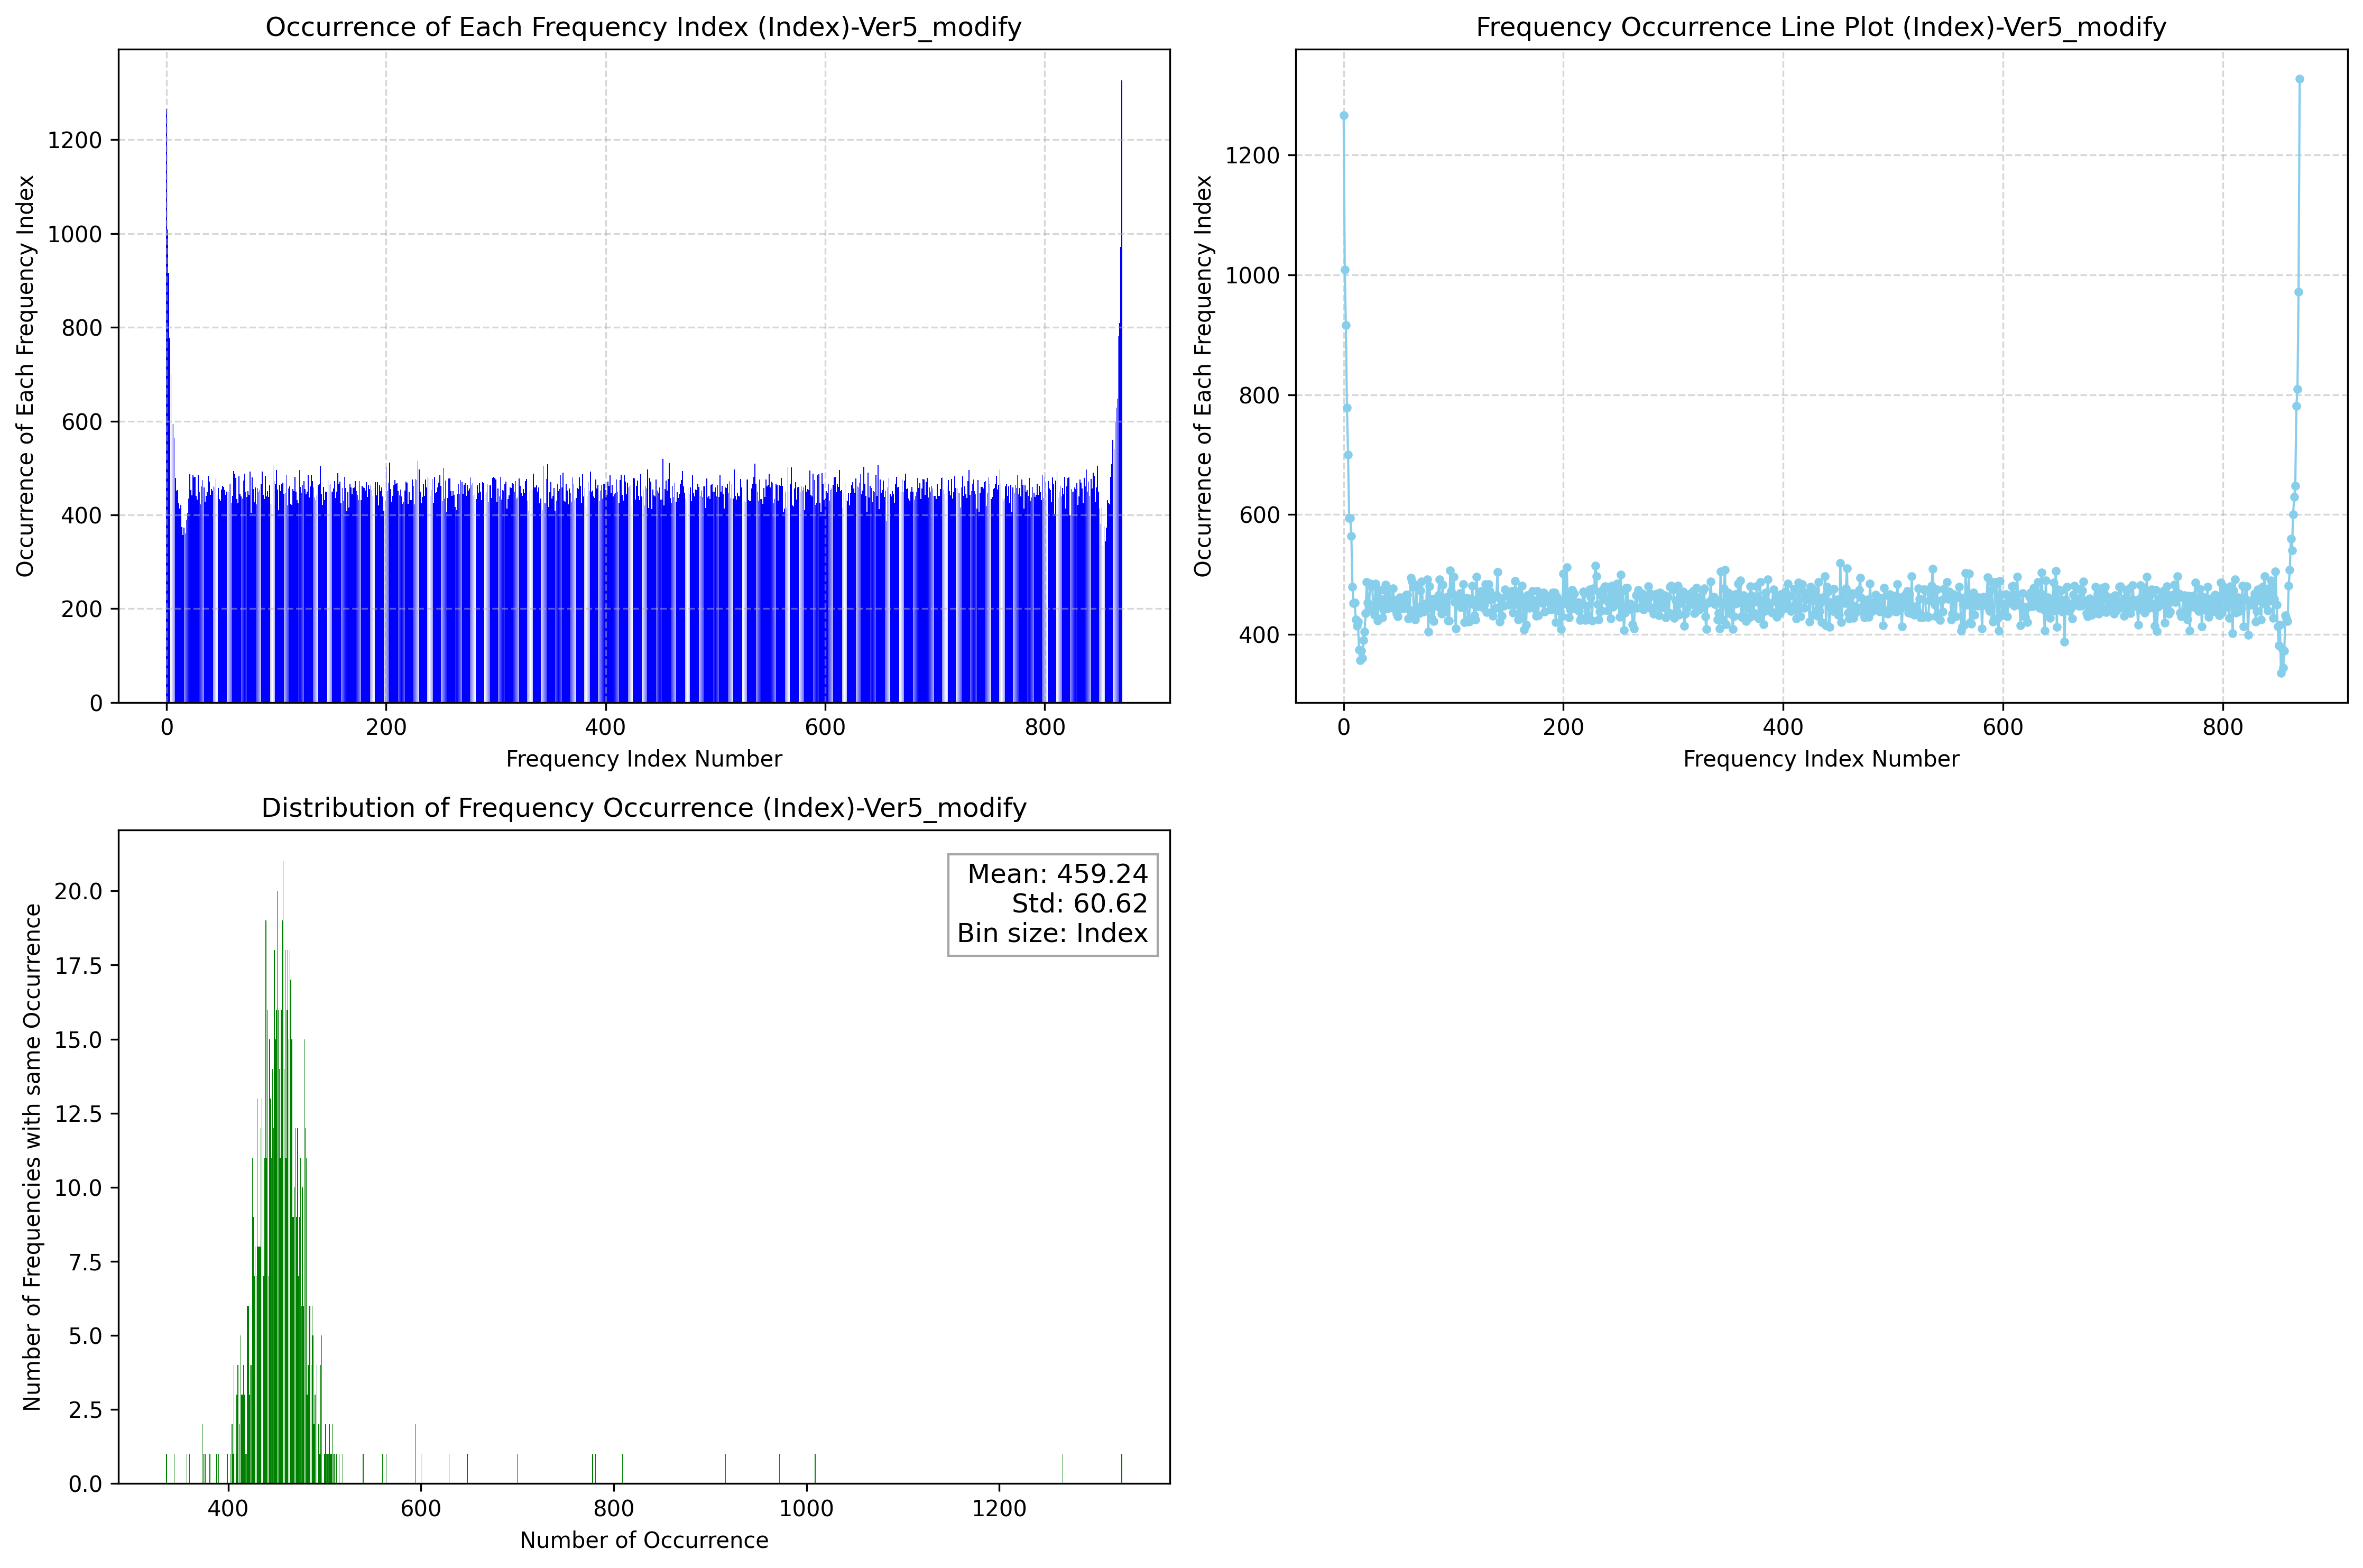 Occurrence of Each Frequency Index (Index)-Ver5_modify
Occurrence of Each Frequency Index
1200
1000
800
600
400
200
0
0 200 400 600 800
Frequency Index Number
Frequency Occurrence Line Plot (Index)-Ver5_modify
Occurrence of Each Frequency Index
1200
1000
800
600
400
0 200 400 600 800
Frequency Index Number
Distribution of Frequency Occurrence (Index)-Ver5_modify
Number of Frequencies with same Occurrence
20.0
17.5
15.0
12.5
10.0
7.5
5.0
2.5
0.0
Mean: 459.24
Std: 60.62
Bin size: Index
400 600 800 1000 1200
Number of Occurrence